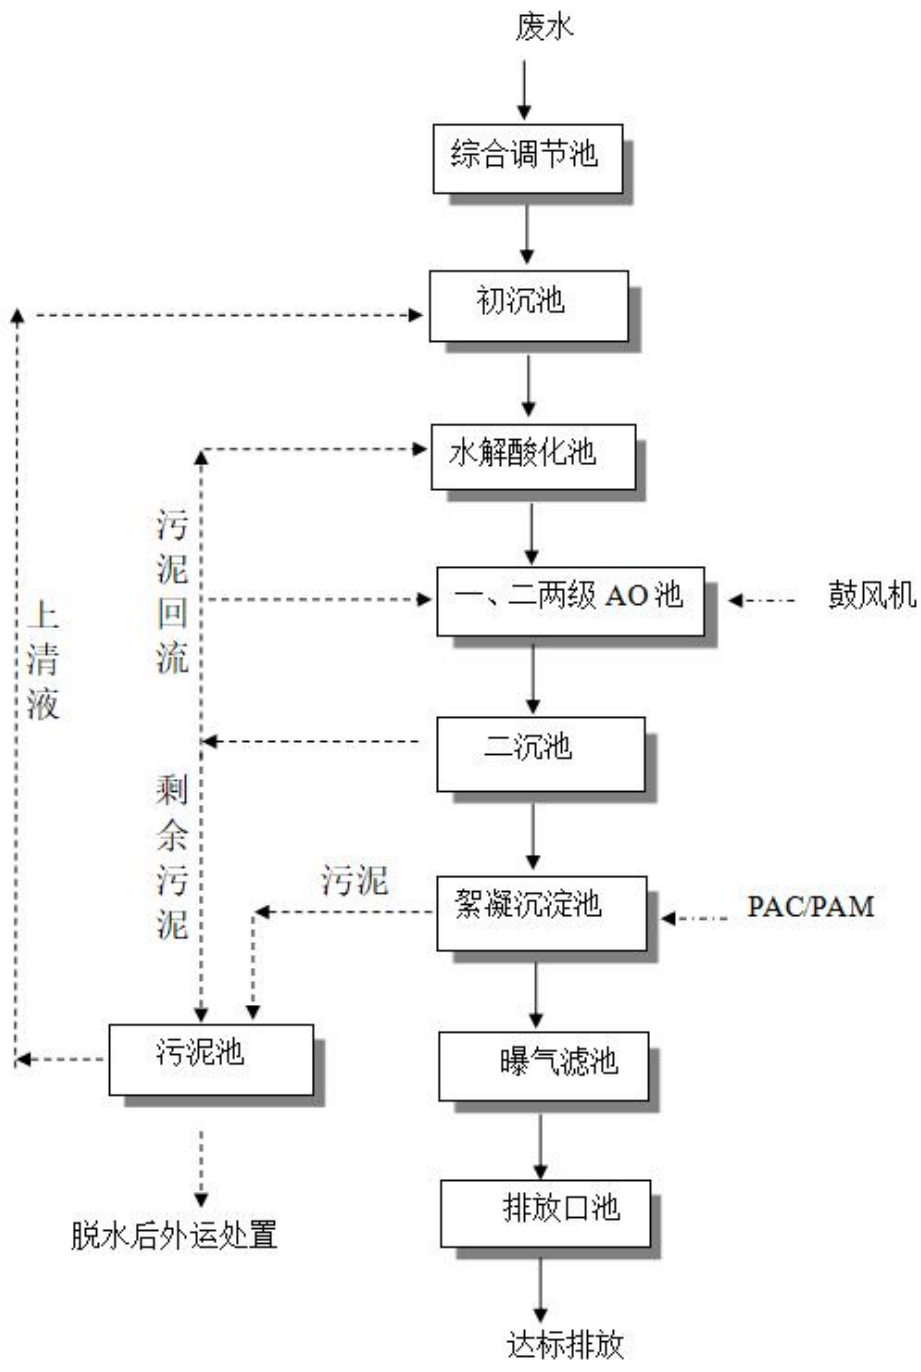 废水
综合调节池
初沉池
水解酸化池
污泥回流
一、二两级 AO 池
鼓风机
上清液
二沉池
剩余污泥
污泥
絮凝沉淀池
PAC/PAM
污泥池
曝气滤池
排放口池
脱水后外运处置
达标排放